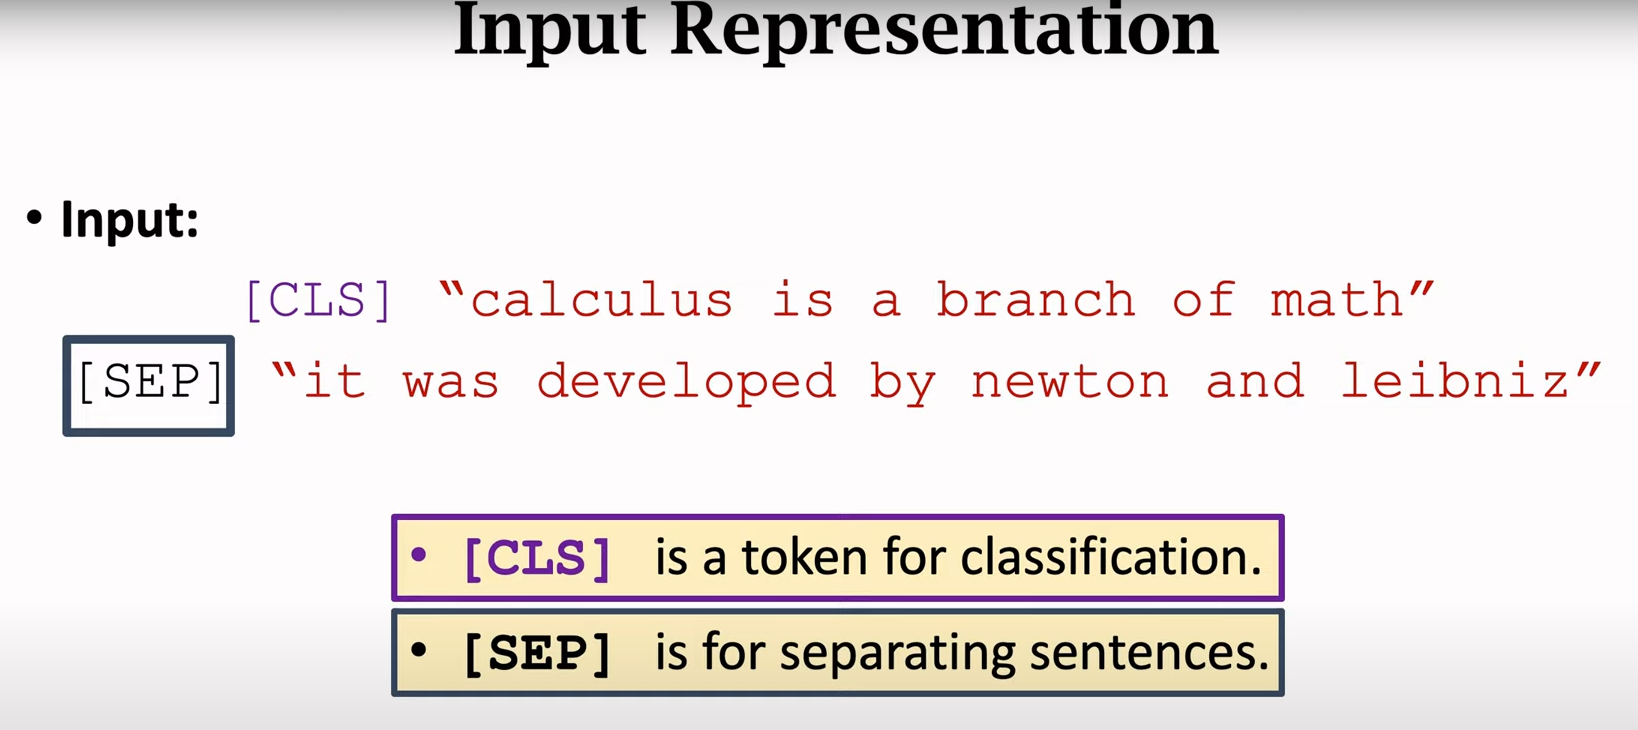 Input Representation
• Input:
[CLS] “calculus is a branch of math”
[SEP] “it was developed by newton and leibniz”
• [CLS] is a token for classification.
• [SEP] is for separating sentences.